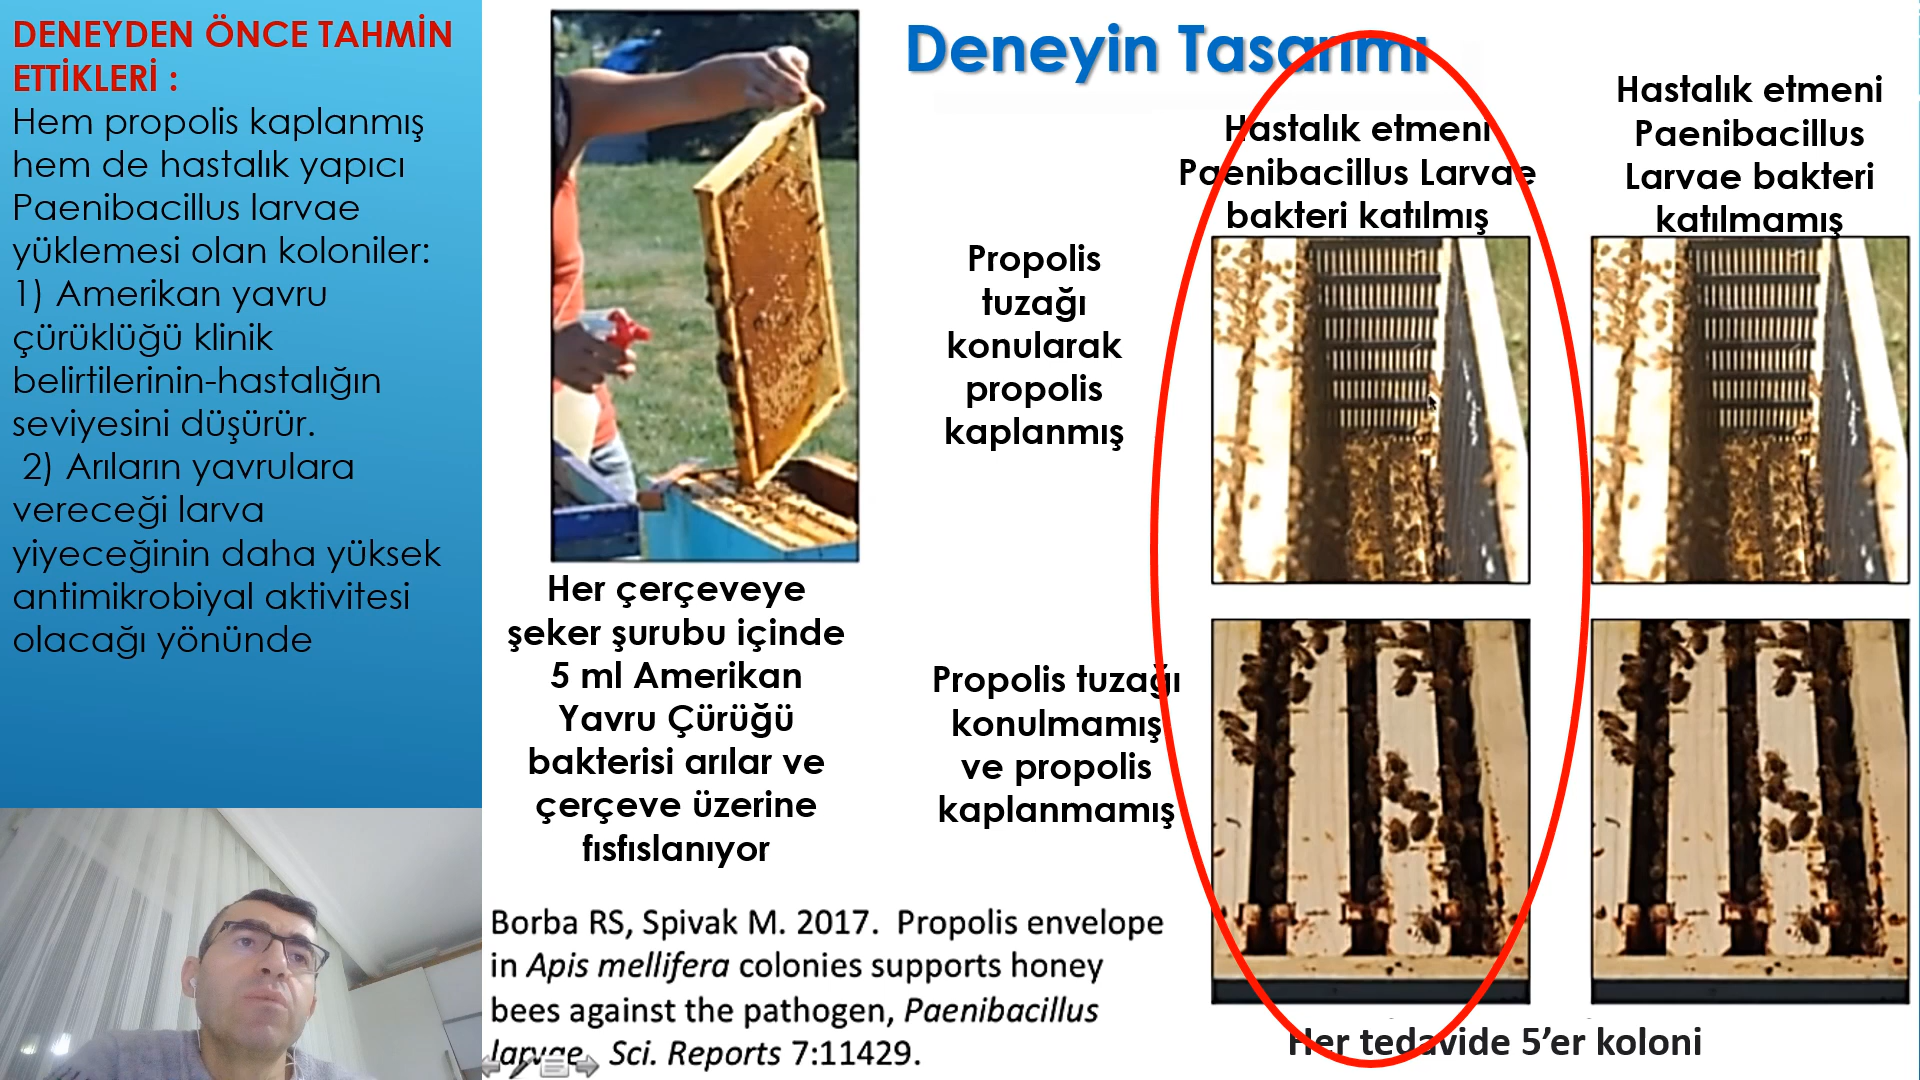 DENEYDEN ÖNCE TAHMİN
ETTİKLERİ :
Hem propolis kaplanmış
hem de hastalık yapıcı
Paenibacillus larvae
yüklemesi olan koloniler:
1) Amerikan yavru
çürüklüğü klinik
belirtilerinin-hastalığın
seviyesini düşürür.
2) Arıların yavrulara
vereceği larva
yiyeceğinin daha yüksek
antimikrobiyal aktivitesi
olacağı yönünde
Her çerçeveye
şeker şurubu içinde
5 ml Amerikan
Yavru Çürüğü
bakterisi arılar ve
çerçeve üzerine
fısfıslanıyor
Deneyin Tasarımı
Hastalık etmeni
Paenibacillus Larvae
bakteri katılmış
Hastalık etmeni
Paenibacillus
Larvae bakteri
katılmamış
Propolis
tuzağı
konularak
propolis
kaplanmış
Propolis tuzağı
konulmamış
ve propolis
kaplanmamış
Her tedavide 5’er koloni
Borba RS, Spivak M. 2017. Propolis envelope
in Apis mellifera colonies supports honey
bees against the pathogen, Paenibacillus
larvae. Sci. Reports 7:11429.